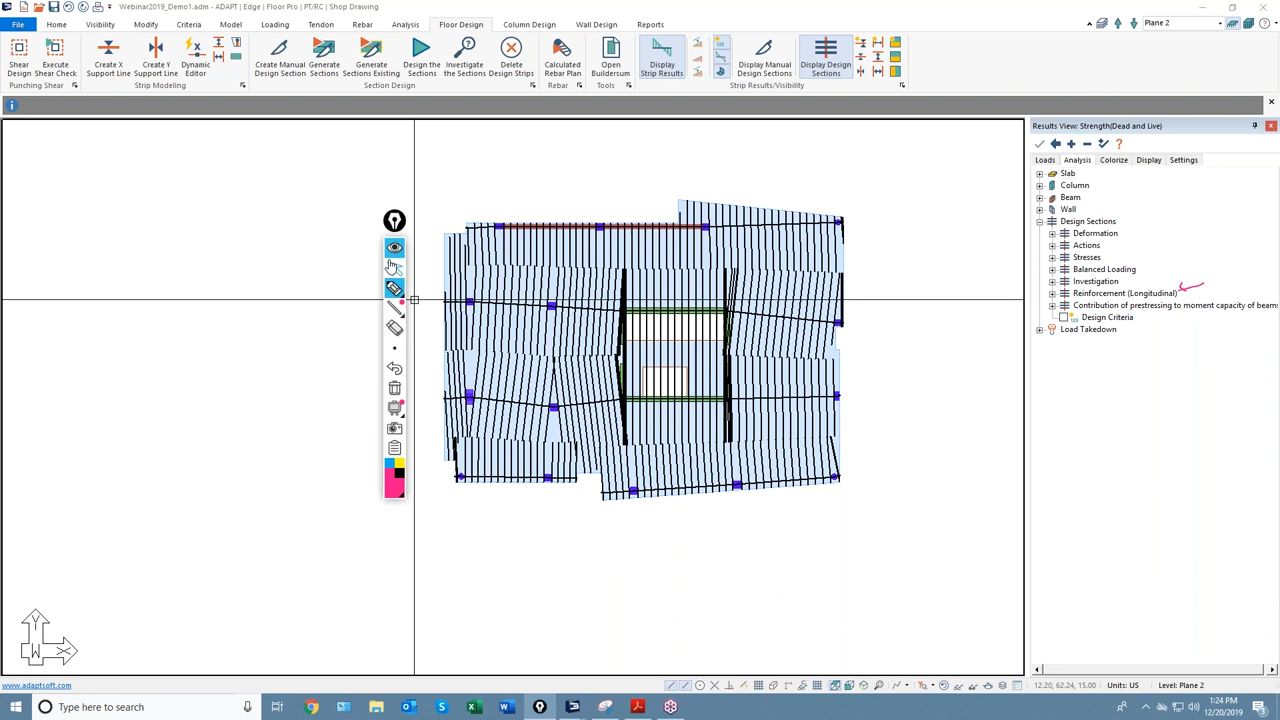 Webinar2019_Demo1.adm - ADAPT | Edge | Floor Pro | PT/RC | Shop Drawing
File Home Visibility Modify Criteria Model Loading Tendon Rebar Analysis Floor Design Column Design Wall Design Reports Plane 2
Shear Design
Execute Shear Check
Create X Support Line
Create Y Support Line
Dynamic Editor
Create Manual Design Section
Generate Sections
Generate Sections Existing
Design the Sections
Investigate the Sections
Delete Design Strips
Calculated Rebar Plan
Open Buildersum
Display Strip Results
Display Manual Design Sections
Display Design Sections
Punching Shear Strip Modeling Section Design Rebar Tools Strip Results/Visibility
Results View: Strength(Dead and Live)
Loads Analysis Colorize Display Settings
Slab
Column
Beam
Wall
Design Sections
Deformation
Actions
Stresses
Balanced Loading
Investigation
Reinforcement (Longitudinal)
Contribution of prestressing to moment capacity of beams
Design Criteria
Load Takedown
Y
W X
www.adaptsoft.com
12.20, 62.24, 15.00 Units: US Level: Plane 2
Type here to search
1:24 PM
12/20/2019